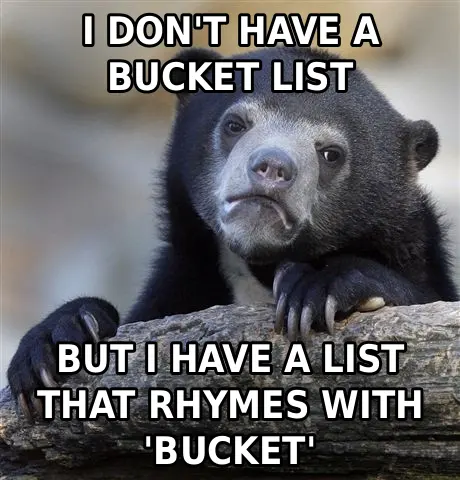 I DON'T HAVE A
BUCKET LIST
BUT I HAVE A LIST
THAT RHYMES WITH
'BUCKET'